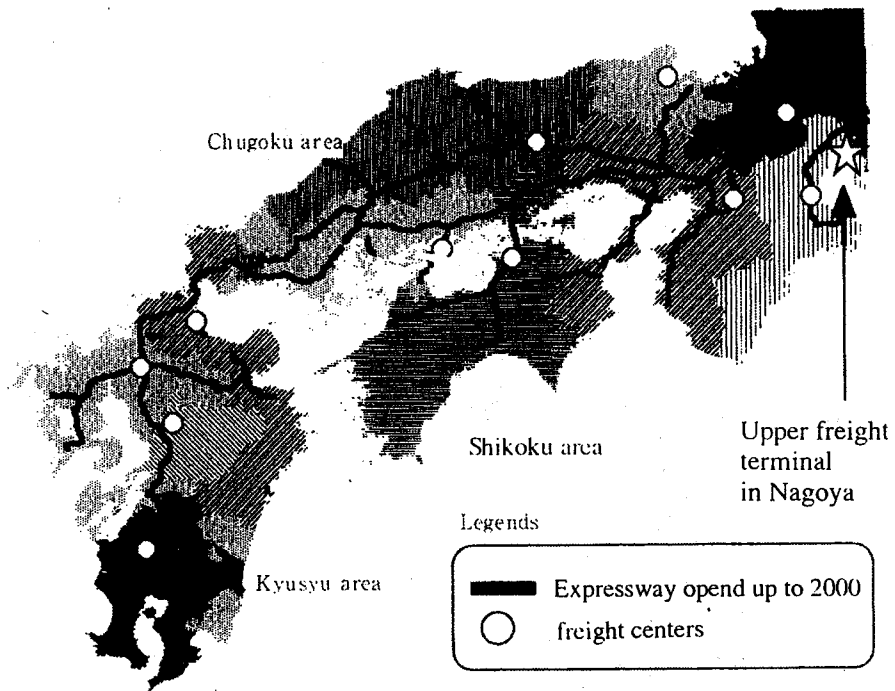 Chugoku area
Shikoku area
Upper freight
terminal
in Nagoya
Legends
Kyusyu area
Expressway opend up to 2000
freight centers